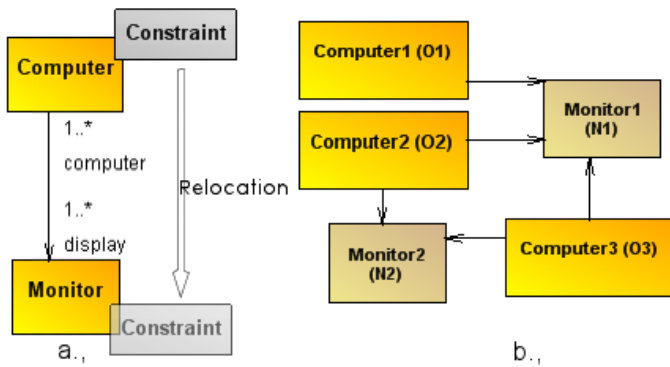 Constraint
Computer
1..*
computer
Relocation
1..*
display
Monitor
Constraint
a.,
Computer1 (O1)
Monitor1
(N1)
Computer2 (O2)
Monitor2
(N2)
Computer3 (O3)
b.,